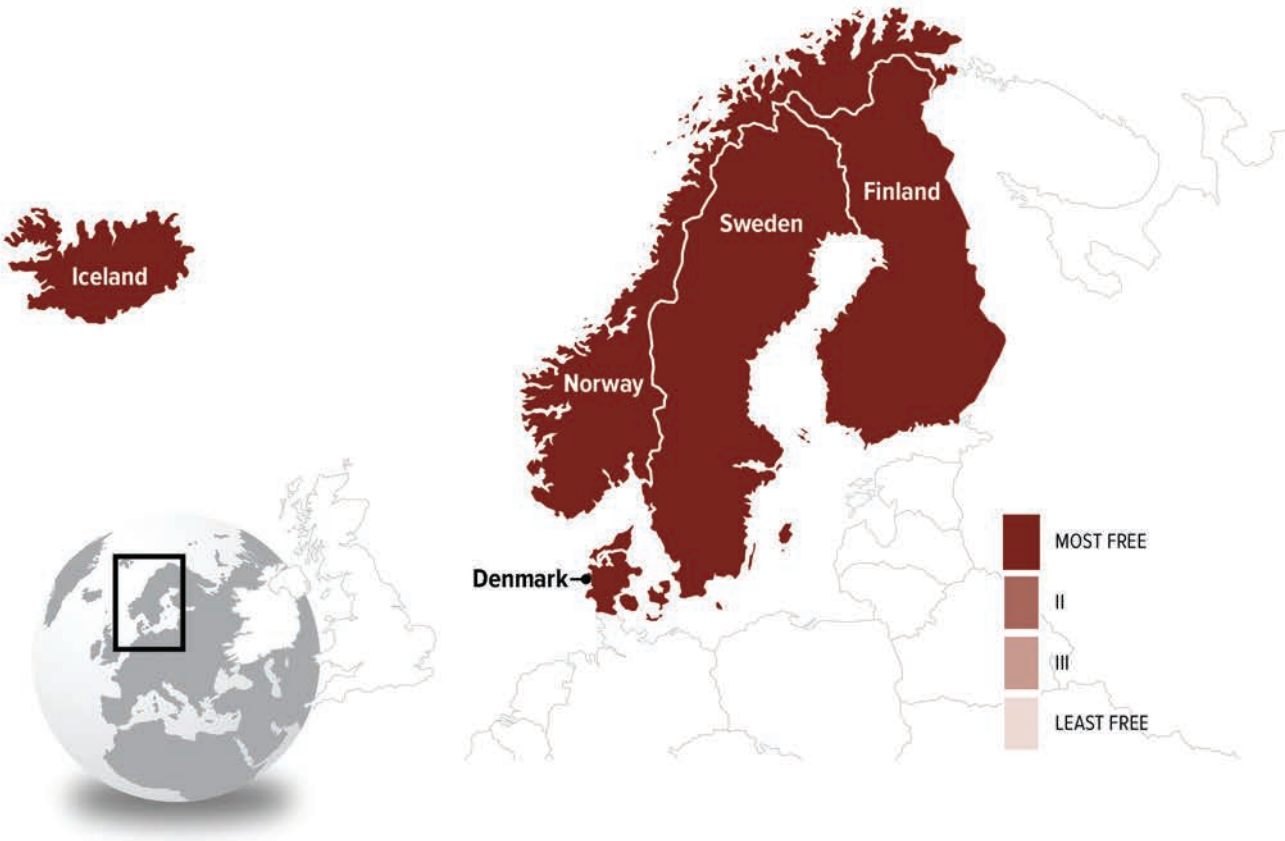 Finland
Sweden
Iceland
Norway
Denmark
MOST FREE
II
III
LEAST FREE